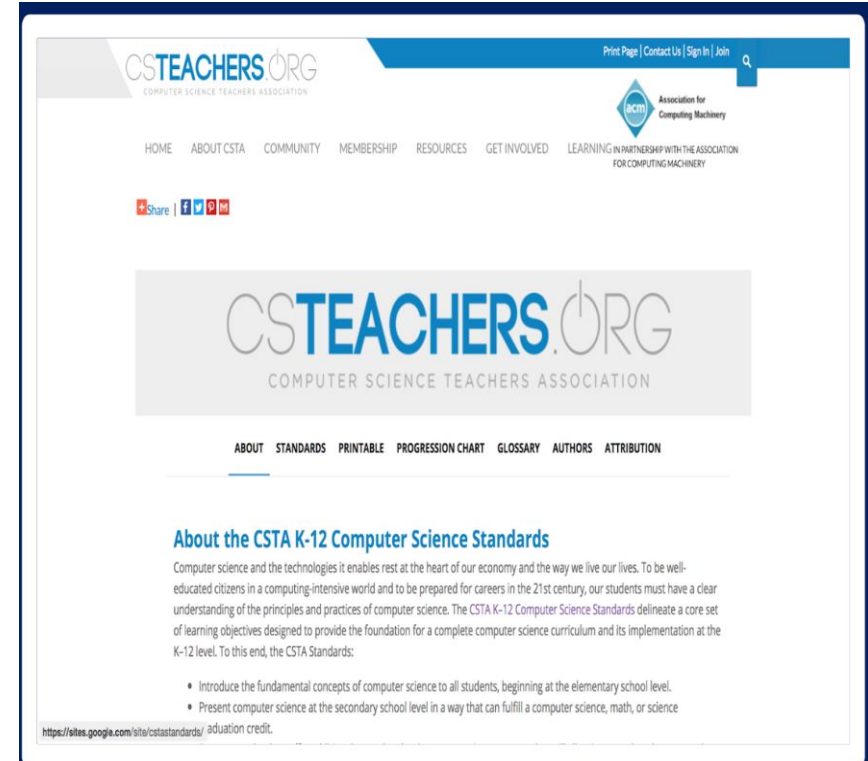 Print Page | Contact Us | Sign In | Join
CSTEACHERS.ORG
COMPUTER SCIENCE TEACHERS ASSOCIATION
acm
Association for
Computing Machinery
HOME ABOUT CSTA COMMUNITY MEMBERSHIP RESOURCES GET INVOLVED LEARNING
IN PARTNERSHIP WITH THE ASSOCIATION
FOR COMPUTING MACHINERY
Share |
CSTEACHERS.ORG
COMPUTER SCIENCE TEACHERS ASSOCIATION
ABOUT STANDARDS PRINTABLE PROGRESSION CHART GLOSSARY AUTHORS ATTRIBUTION
About the CSTA K-12 Computer Science Standards
Computer science and the technologies it enables rest at the heart of our economy and the way we live our lives. To be well-
educated citizens in a computing-intensive world and to be prepared for careers in the 21st century, our students must have a clear
understanding of the principles and practices of computer science. The CSTA K–12 Computer Science Standards delineate a core set
of learning objectives designed to provide the foundation for a complete computer science curriculum and its implementation at the
K–12 level. To this end, the CSTA Standards:
• Introduce the fundamental concepts of computer science to all students, beginning at the elementary school level.
• Present computer science at the secondary school level in a way that can fulfill a computer science, math, or science
aduation credit.
https://sites.google.com/site/cstastandards/